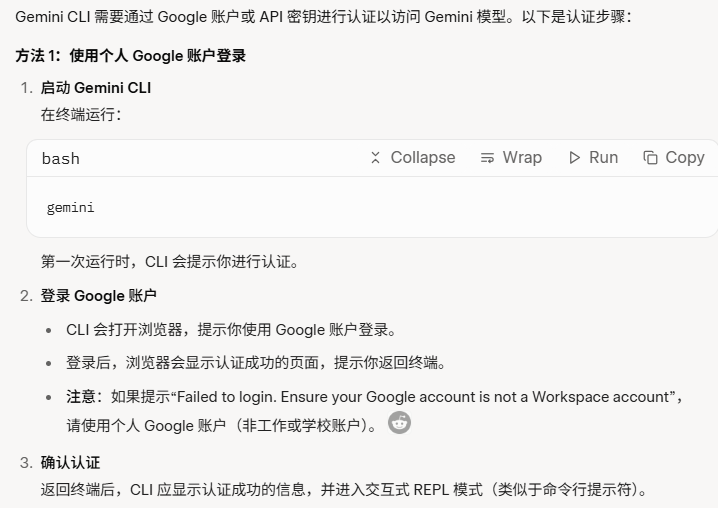 Gemini CLI 需要通过 Google 账户或 API 密钥进行认证以访问 Gemini 模型。以下是认证步骤：
方法 1：使用个人 Google 账户登录
1. 启动 Gemini CLI
在终端运行：
bash Collapse Wrap Run Copy
gemini
第一次运行时，CLI 会提示你进行认证。
2. 登录 Google 账户
• CLI 会打开浏览器，提示你使用 Google 账户登录。
• 登录后，浏览器会显示认证成功的页面，提示你返回终端。
• 注意：如果提示“Failed to login. Ensure your Google account is not a Workspace account”，
请使用个人 Google 账户（非工作或学校账户）。
3. 确认认证
返回终端后，CLI 应显示认证成功的信息，并进入交互式 REPL 模式（类似于命令行提示符）。